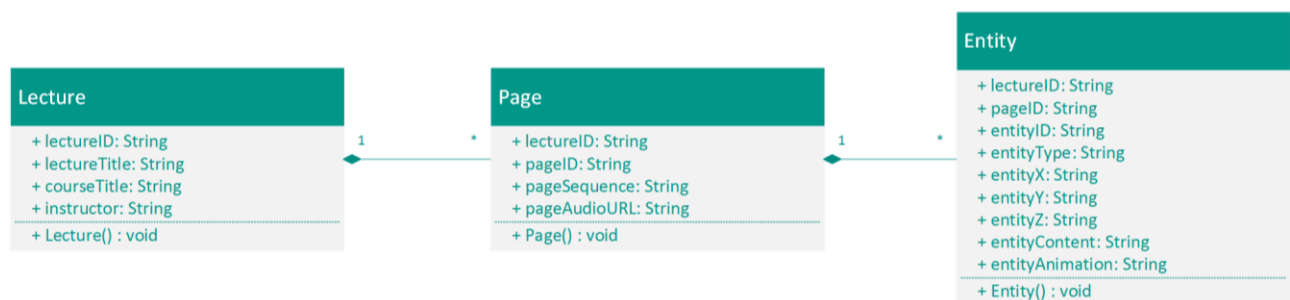 Lecture
+ lectureID: String
+ lectureTitle: String
+ courseTitle: String
+ instructor: String
+ Lecture() : void
1
*
Page
+ lectureID: String
+ pageID: String
+ pageSequence: String
+ pageAudioURL: String
+ Page() : void
1
*
Entity
+ lectureID: String
+ pageID: String
+ entityID: String
+ entityType: String
+ entityX: String
+ entityY: String
+ entityZ: String
+ entityContent: String
+ entityAnimation: String
+ Entity() : void